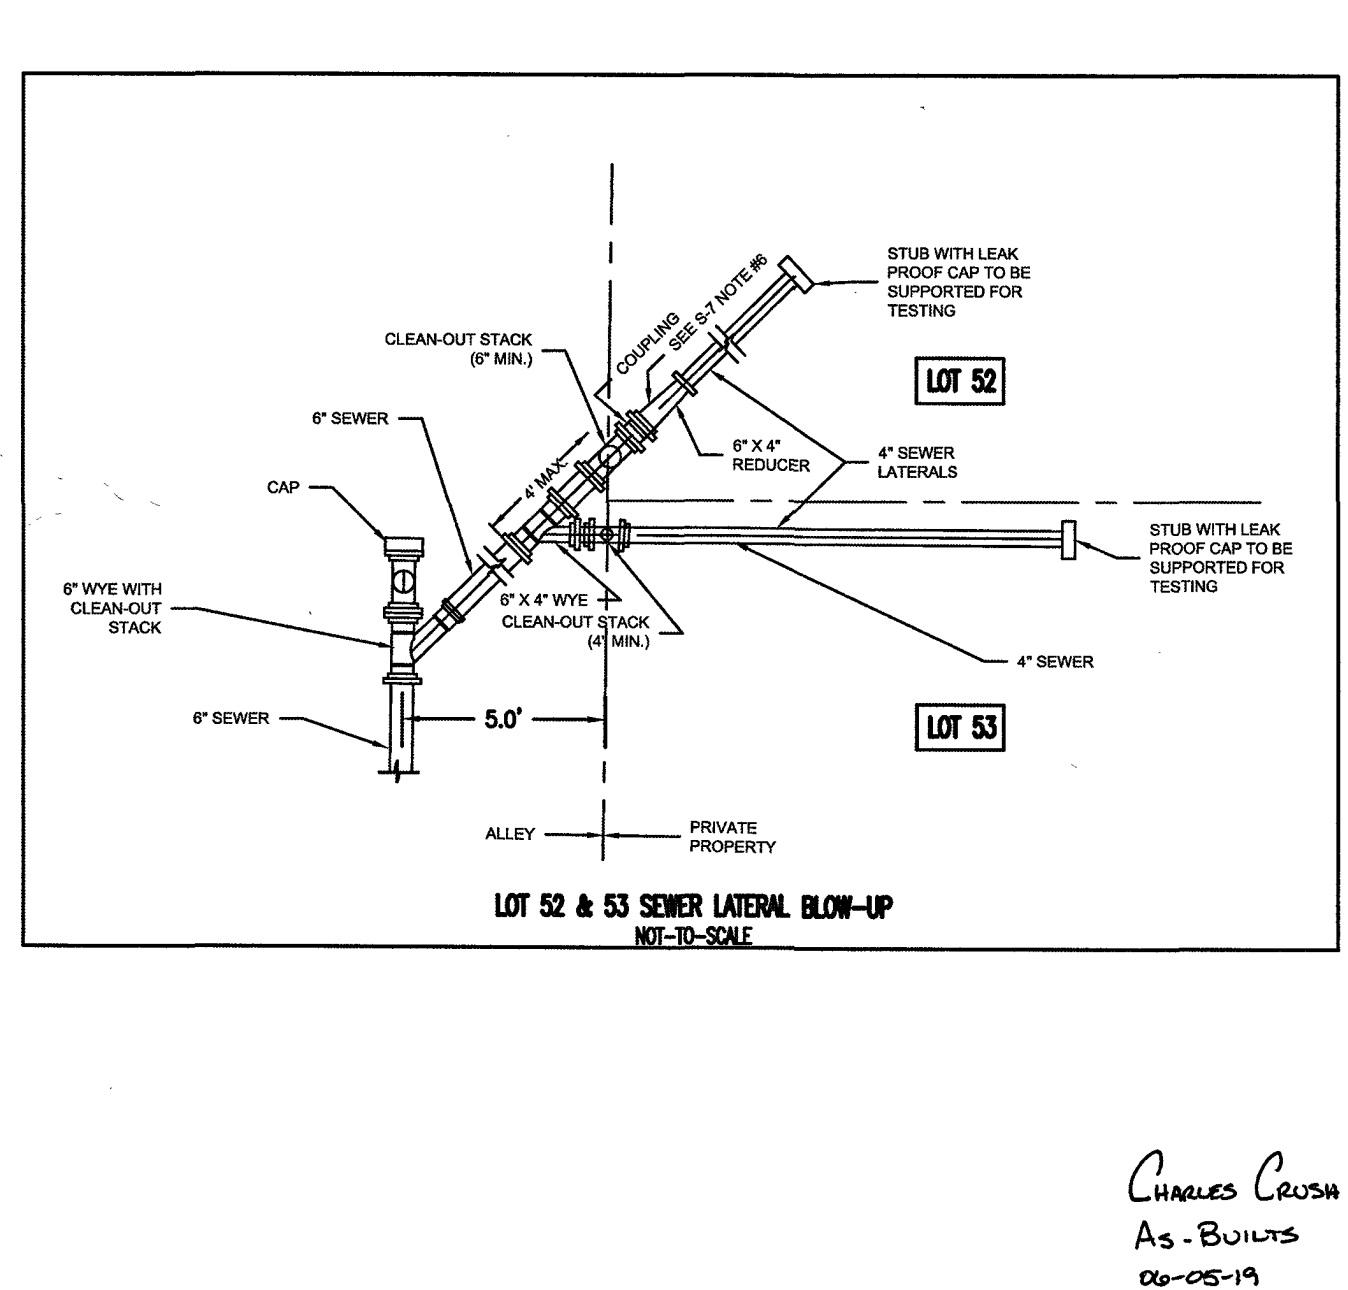 STUB WITH LEAK
PROOF CAP TO BE
SUPPORTED FOR
TESTING
COUPLING
SEE S-7 NOTE #6
CLEAN-OUT STACK
(6" MIN.)
LOT 52
6" SEWER
6" X 4"
REDUCER
4" SEWER
LATERALS
4' MAX.
CAP
STUB WITH LEAK
PROOF CAP TO BE
SUPPORTED FOR
TESTING
6" WYE WITH
CLEAN-OUT
STACK
6" X 4" WYE
CLEAN-OUT STACK
(4" MIN.)
4" SEWER
6" SEWER
5.0'
LOT 53
ALLEY
PRIVATE
PROPERTY
LOT 52 & 53 SEWER LATERAL BLOW-UP
NOT-TO-SCALE
CHARLES CRUSH
AS-BUILTS
06-05-19